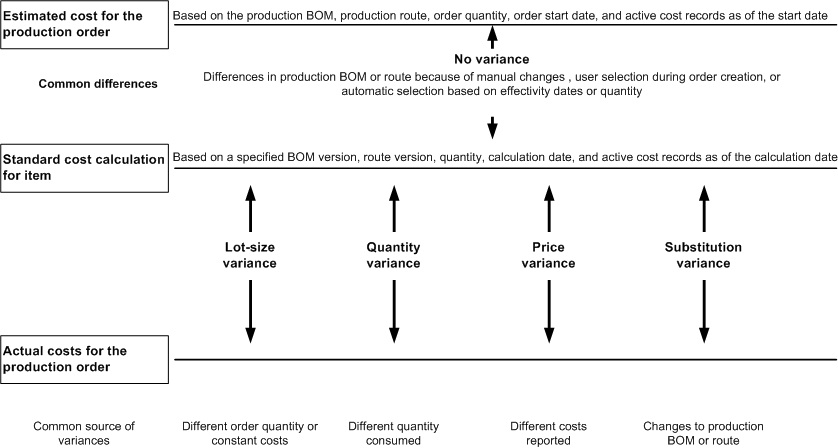 Estimated cost for the
production order
Based on the production BOM, production route, order quantity, order start date, and active cost records as of the start date
No variance
Common differences
Differences in production BOM or route because of manual changes , user selection during order creation, or
automatic selection based on effectivity dates or quantity
Standard cost calculation
for item
Based on a specified BOM version, route version, quantity, calculation date, and active cost records as of the calculation date
Lot-size
variance
Quantity
variance
Price
variance
Substitution
variance
Actual costs for the
production order
Common source of
variances
Different order quantity or
constant costs
Different quantity
consumed
Different costs
reported
Changes to production
BOM or route